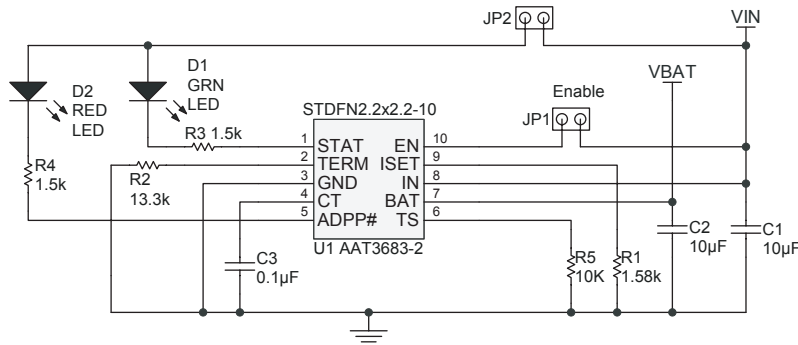 JP2
VIN
D1
GRN
LED
D2
RED
LED
VBAT
Enable
STDFN2.2x2.2-10
JP1
R3 1.5k
1
STAT
EN
10
2
TERM
ISET
9
3
GND
IN
8
4
CT
BAT
7
5
ADPP#
TS
6
U1 AAT3683-2
R4
1.5k
R2
13.3k
C3
0.1µF
R5
10K
R1
1.58k
C2
10µF
C1
10µF